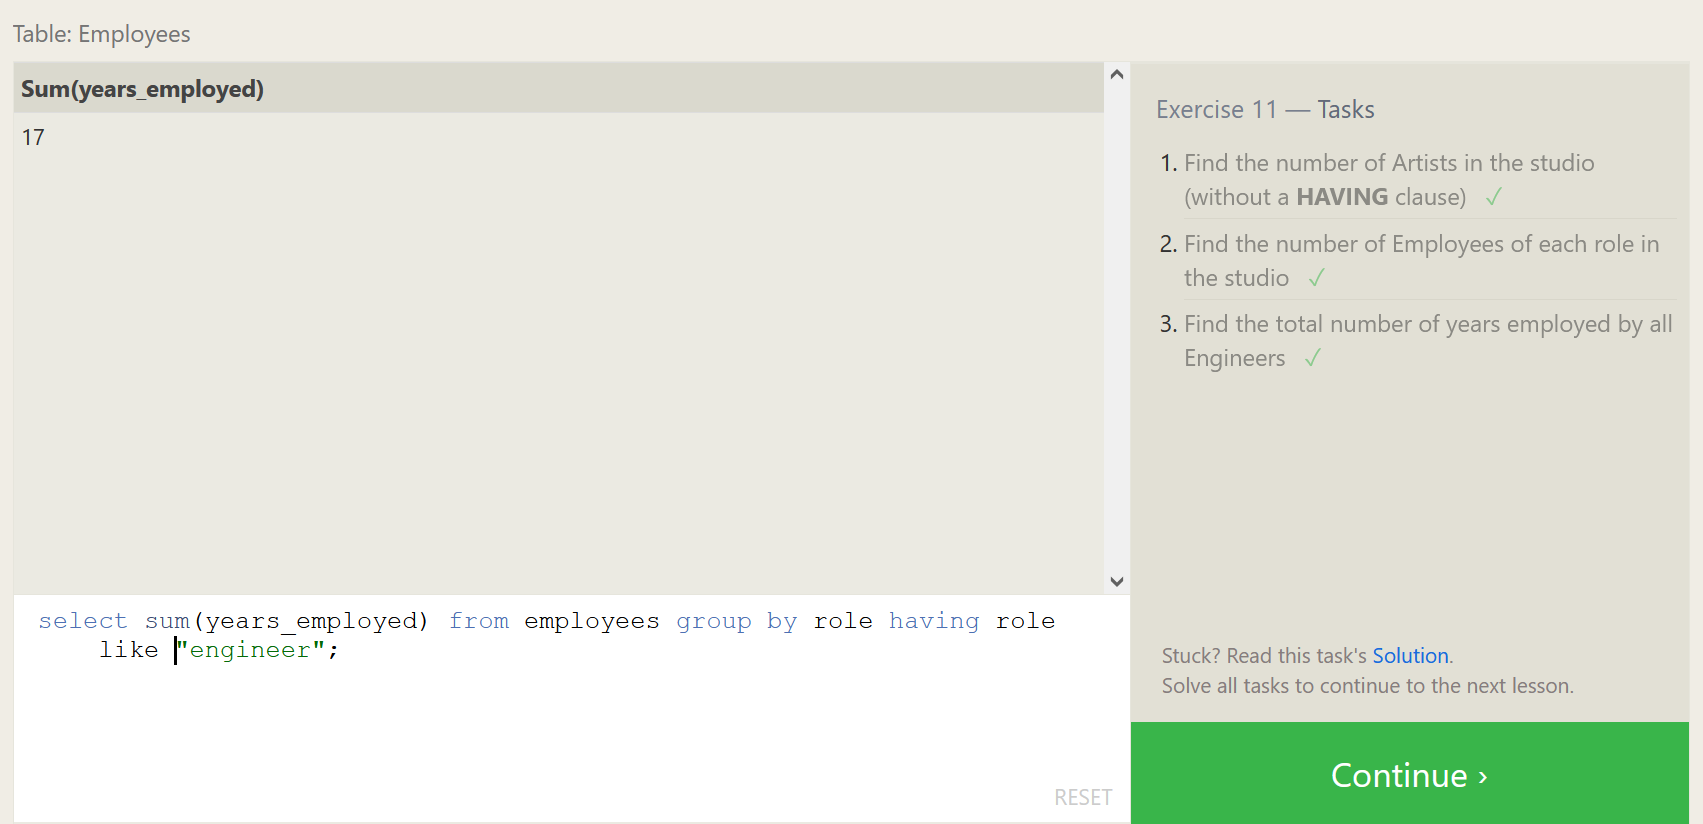 Table: Employees
Sum(years_employed)
17
select sum(years_employed) from employees group by role having role
like "engineer";
RESET
Exercise 11 — Tasks
1. Find the number of Artists in the studio
(without a HAVING clause) ✓
2. Find the number of Employees of each role in
the studio ✓
3. Find the total number of years employed by all
Engineers ✓
Stuck? Read this task's Solution.
Solve all tasks to continue to the next lesson.
Continue ›